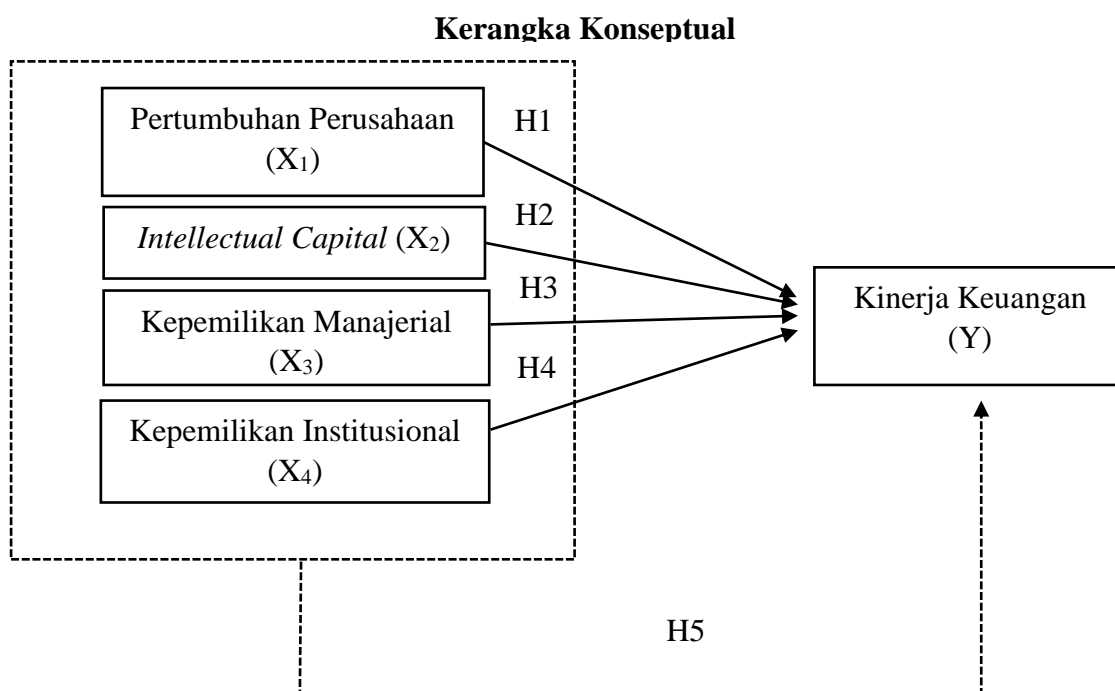 Kerangka Konseptual
Pertumbuhan Perusahaan
(X₁)
H1
Intellectual Capital (X₂)
H2
Kepemilikan Manajerial
(X₃)
H3
Kepemilikan Institusional
(X₄)
H4
Kinerja Keuangan
(Y)
H5